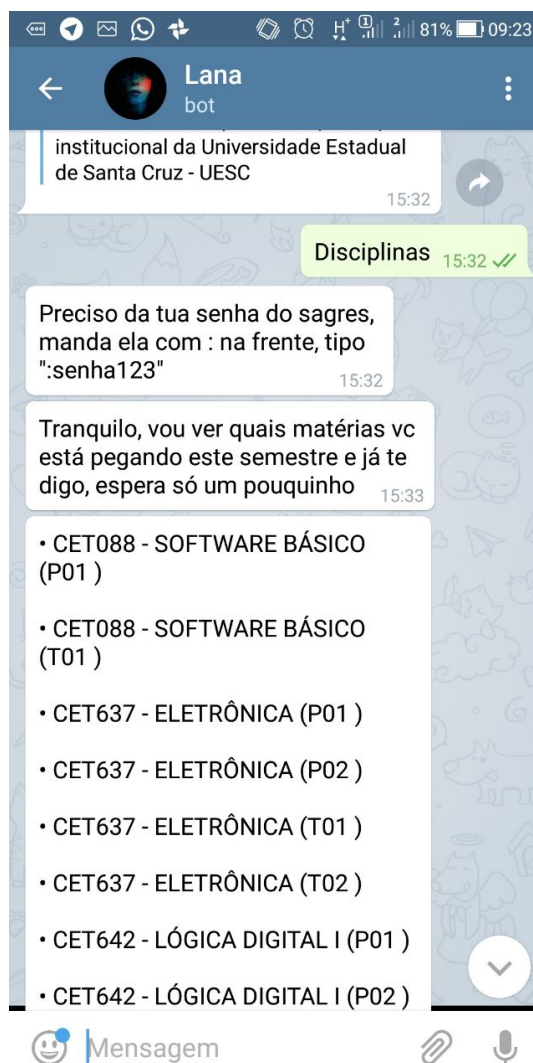 81% 09:23
Lana
bot
institucional da Universidade Estadual
de Santa Cruz - UESC
15:32
Disciplinas 15:32
Preciso da tua senha do sagres,
manda ela com : na frente, tipo
":senha123"
15:32
Tranquilo, vou ver quais matérias vc
está pegando este semestre e já te
digo, espera só um pouquinho 15:33
• CET088 - SOFTWARE BÁSICO
(P01 )
• CET088 - SOFTWARE BÁSICO
(T01 )
• CET637 - ELETRÔNICA (P01 )
• CET637 - ELETRÔNICA (P02 )
• CET637 - ELETRÔNICA (T01 )
• CET637 - ELETRÔNICA (T02 )
• CET642 - LÓGICA DIGITAL I (P01 )
• CET642 - LÓGICA DIGITAL I (P02 )
Mensagem